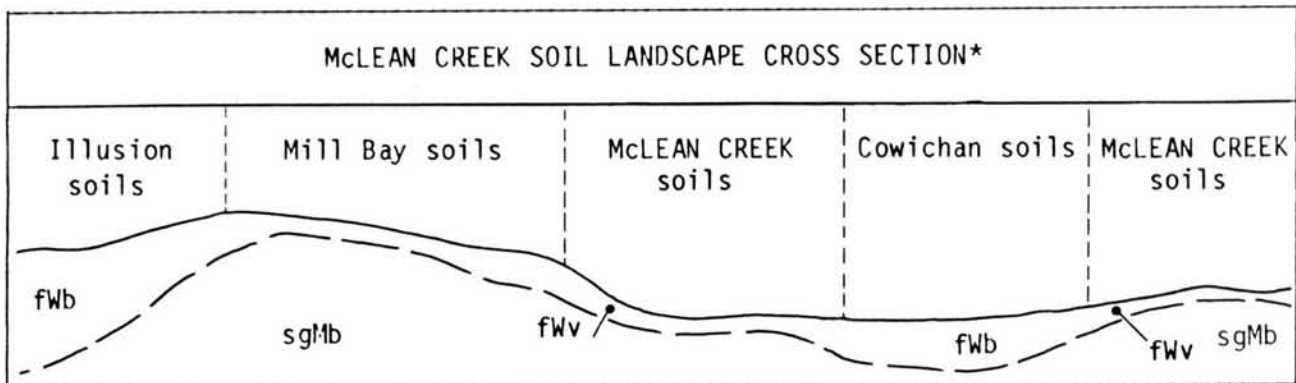 McLEAN CREEK SOIL LANDSCAPE CROSS SECTION*
Illusion soils
Mill Bay soils
McLEAN CREEK soils
Cowichan soils
McLEAN CREEK soils
fWb
sgMb
fWv
fWb
fWv
sgMb